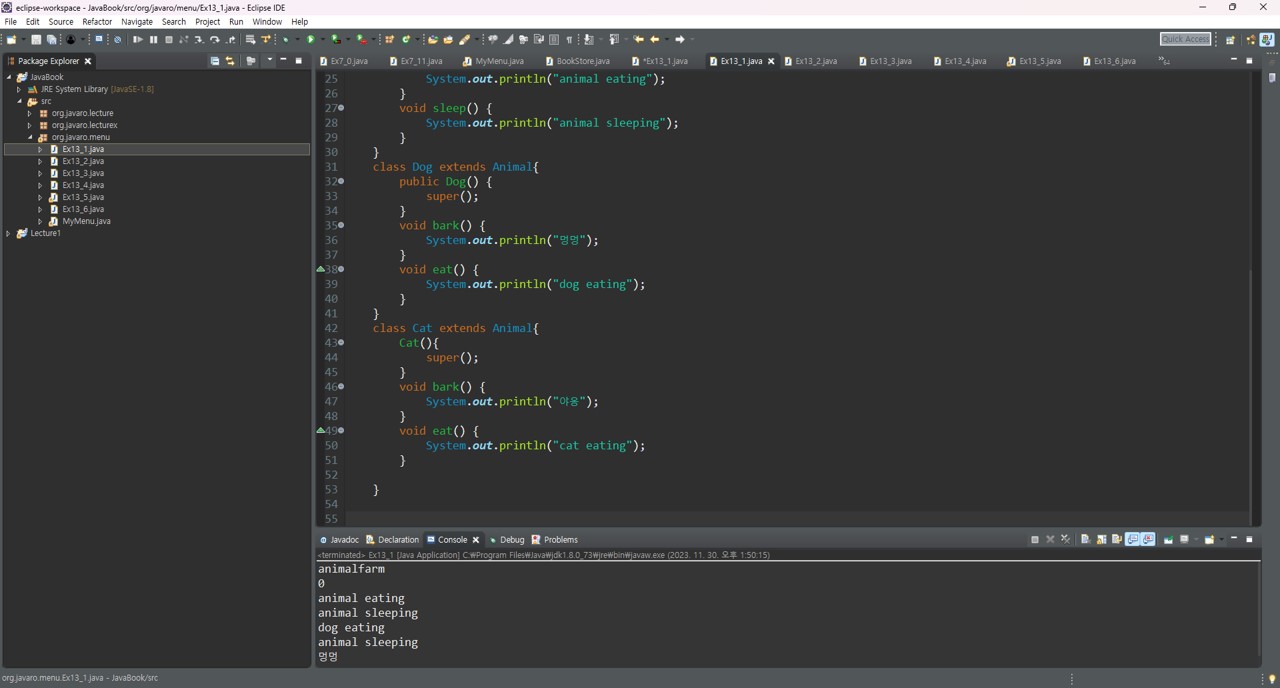 eclipse-workspace - JavaBook/src/org/javaro/menu/Ex13_1.java - Eclipse IDE
File Edit Source Refactor Navigate Search Project Run Window Help
Quick Access
Package Explorer
JavaBook
JRE System Library [JavaSE-1.8]
src
org.javaro.lecture
org.javaro.lecturex
org.javaro.menu
Ex13_1.java
Ex13_2.java
Ex13_3.java
Ex13_4.java
Ex13_5.java
Ex13_6.java
MyMenu.java
Lecture1
Ex7_0.java Ex7_11.java MyMenu.java BookStore.java *Ex13_1.java Ex13_1.java Ex13_2.java Ex13_3.java Ex13_4.java Ex13_5.java Ex13_6.java
25 System.out.println("animal eating");
26 }
27 void sleep() {
28 System.out.println("animal sleeping");
29 }
30 }
31 class Dog extends Animal{
32 public Dog() {
33 super();
34 }
35 void bark() {
36 System.out.println("멍멍");
37 }
38 void eat() {
39 System.out.println("dog eating");
40 }
41 }
42 class Cat extends Animal{
43 Cat(){
44 super();
45 }
46 void bark() {
47 System.out.println("야옹");
48 }
49 void eat() {
50 System.out.println("cat eating");
51 }
52
53 }
54
55
Javadoc Declaration Console Debug Problems
<terminated> Ex13_1 [Java Application] C:₩Program Files₩Java₩jdk1.8.0_73₩jre₩bin₩javaw.exe (2023. 11. 30. 오후 1:50:15)
animalfarm
0
animal eating
animal sleeping
dog eating
animal sleeping
멍멍
org.javaro.menu.Ex13_1.java - JavaBook/src